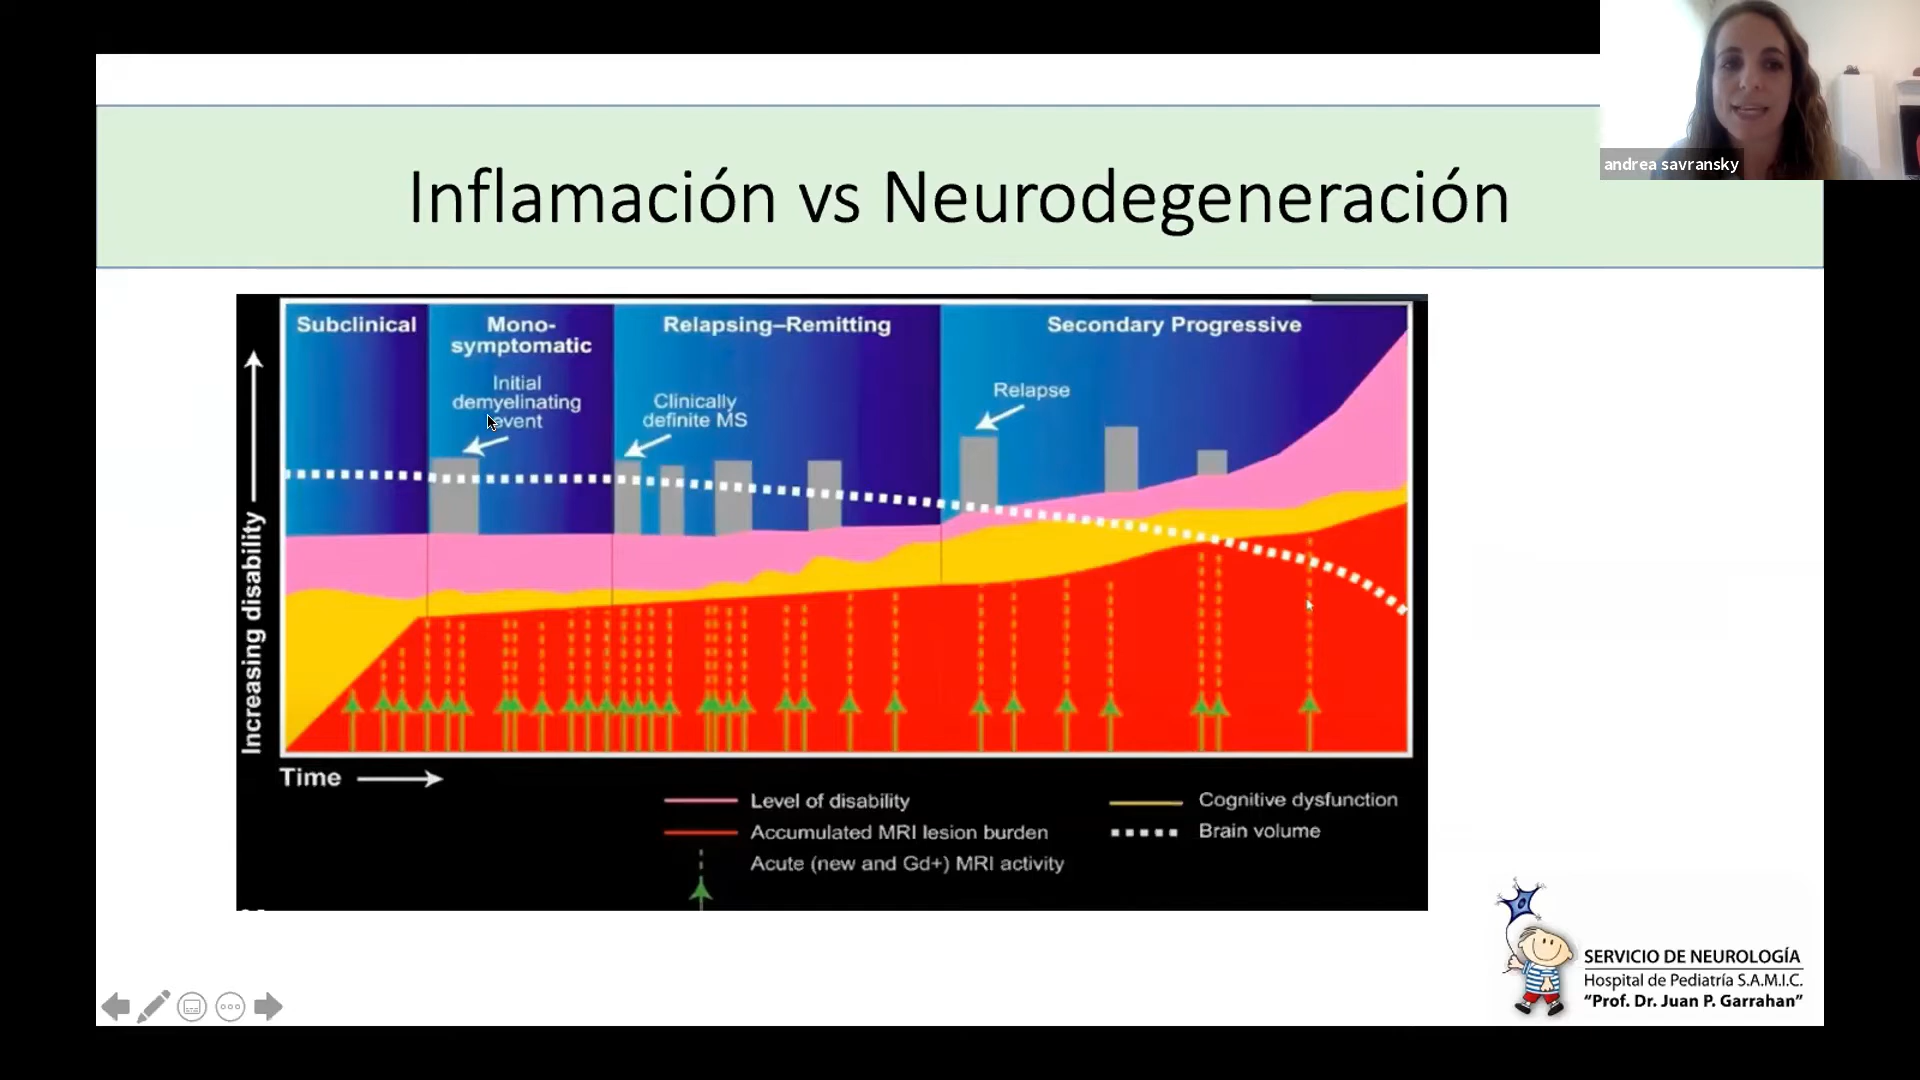 andrea savransky
Inflamación vs Neurodegeneración
Subclinical
Mono-
symptomatic
Relapsing–Remitting
Secondary Progressive
Initial
demyelinating
event
Clinically
definite MS
Relapse
Increasing disability
Time
Level of disability
Cognitive dysfunction
Accumulated MRI lesion burden
Brain volume
Acute (new and Gd+) MRI activity
SERVICIO DE NEUROLOGÍA
Hospital de Pediatría S.A.M.I.C.
“Prof. Dr. Juan P. Garrahan”